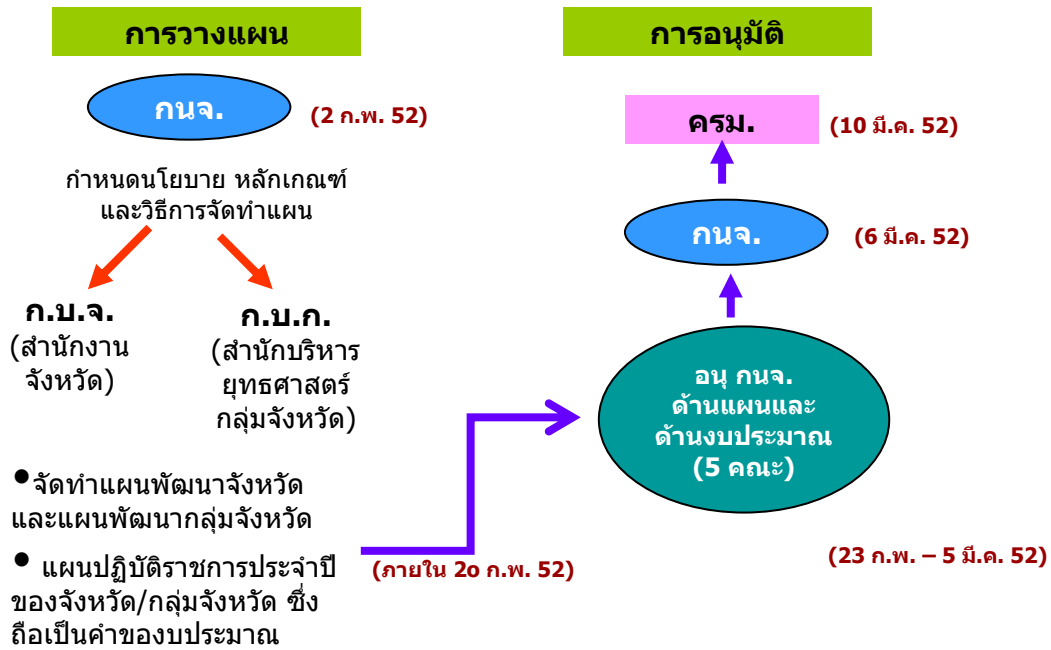 การวางแผน
กนจ.
(2 ก.พ. 52)
กำหนดนโยบาย หลักเกณฑ์
และวิธีการจัดทำแผน
ก.บ.จ.
(สำนักงาน
จังหวัด)
ก.บ.ก.
(สำนักบริหาร
ยุทธศาสตร์
กลุ่มจังหวัด)
•จัดทำแผนพัฒนาจังหวัด
และแผนพัฒนากลุ่มจังหวัด
• แผนปฏิบัติราชการประจำปี
ของจังหวัด/กลุ่มจังหวัด ซึ่ง
ถือเป็นคำของบประมาณ
(ภายใน 2o ก.พ. 52)
การอนุมัติ
ครม.
(10 มี.ค. 52)
กนจ.
(6 มี.ค. 52)
อนุ กนจ.
ด้านแผนและ
ด้านงบประมาณ
(5 คณะ)
(23 ก.พ. – 5 มี.ค. 52)